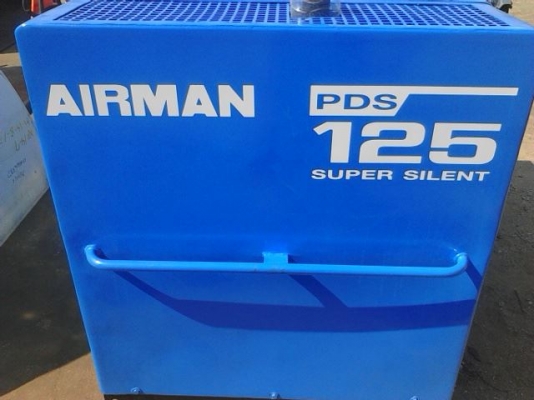 AIRMAN
PDS
125
SUPER SILENT